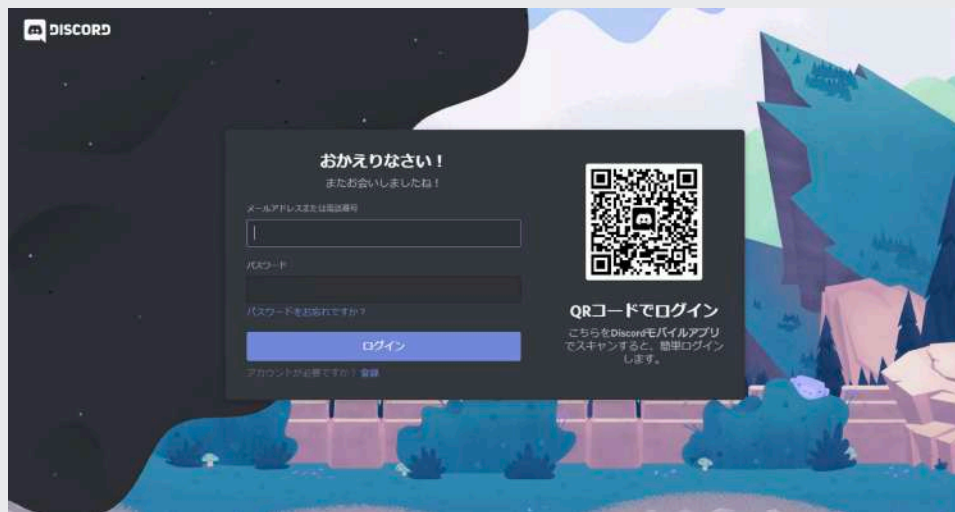 DISCORD
おかえりなさい！
またお会いしましたね！
メールアドレスまたは電話番号
パスワード
パスワードをお忘れですか？
ログイン
アカウントが必要ですか？ 登録
QRコードでログイン
こちらをDiscordモバイルアプリ
でスキャンすると、簡単ログイン
します。